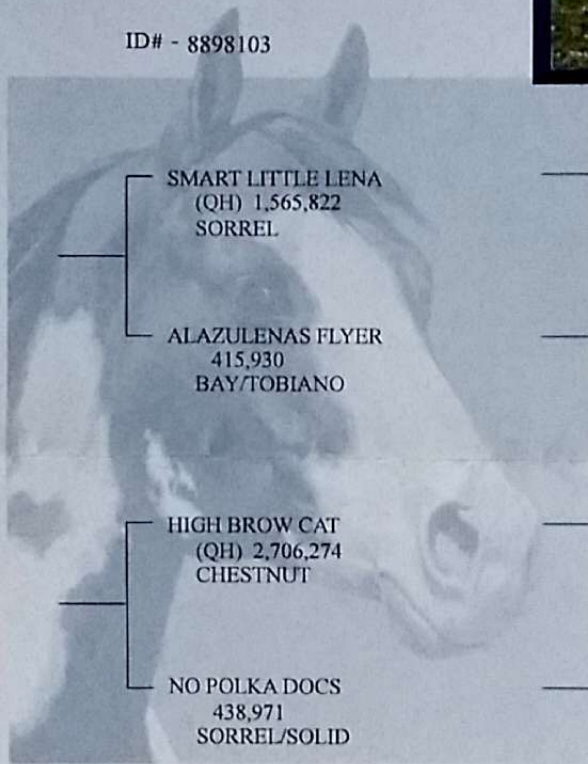 ID# - 8898103
SMART LITTLE LENA
(QH) 1,565,822
SORREL
ALAZULENAS FLYER
415,930
BAY/TOBIANO
HIGH BROW CAT
(QH) 2,706,274
CHESTNUT
NO POLKA DOCS
438,971
SORREL/SOLID